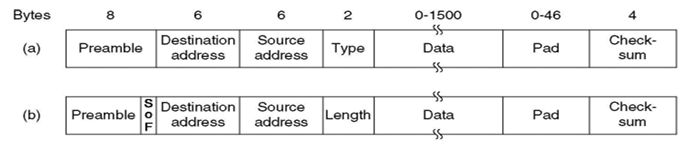 Bytes 8 6 6 2 0-1500 0-46 4
(a) Preamble Destination address Source address Type Data Pad Check-sum
(b) Preamble SoF Destination address Source address Length Data Pad Check-sum